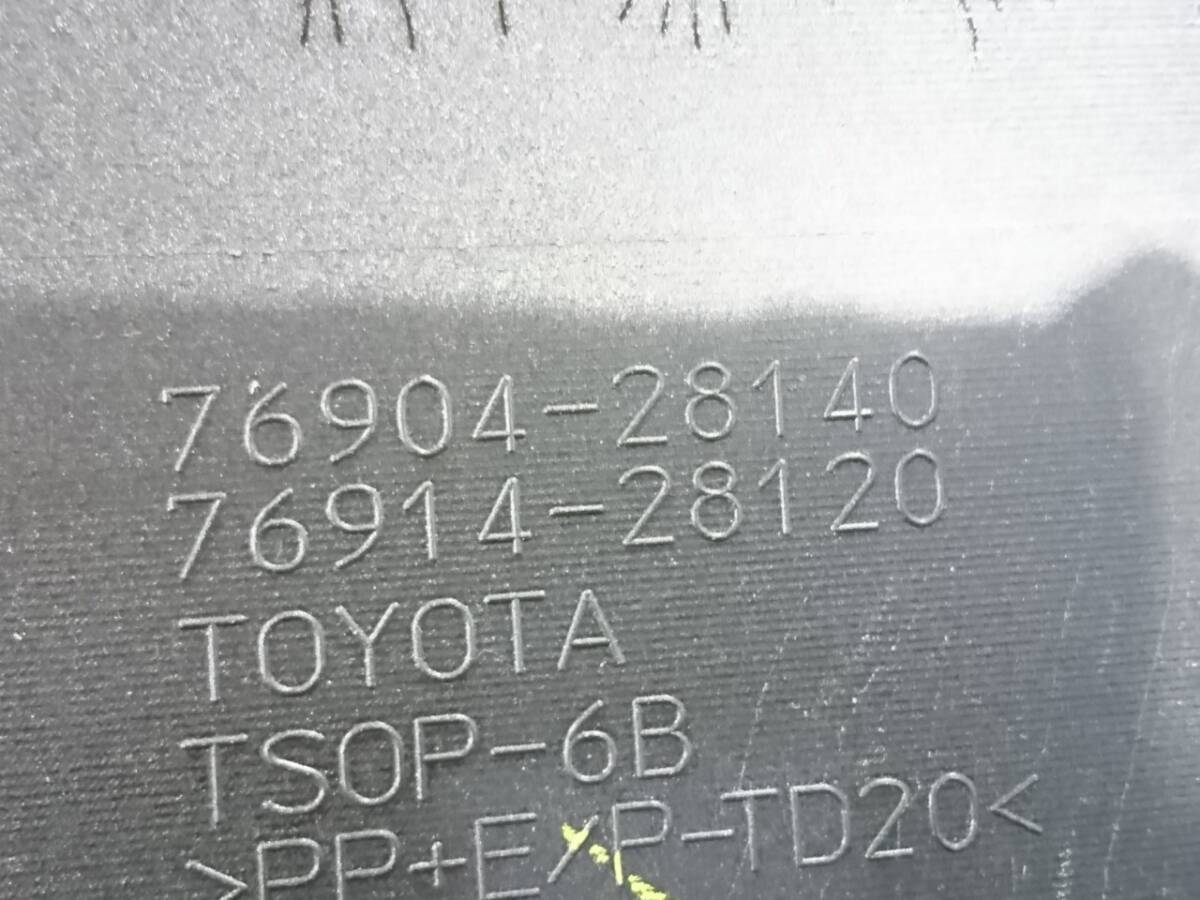 76904-28140
76914-28120
TOYOTA
TSOP-6B
>PP+E/P-TD20<